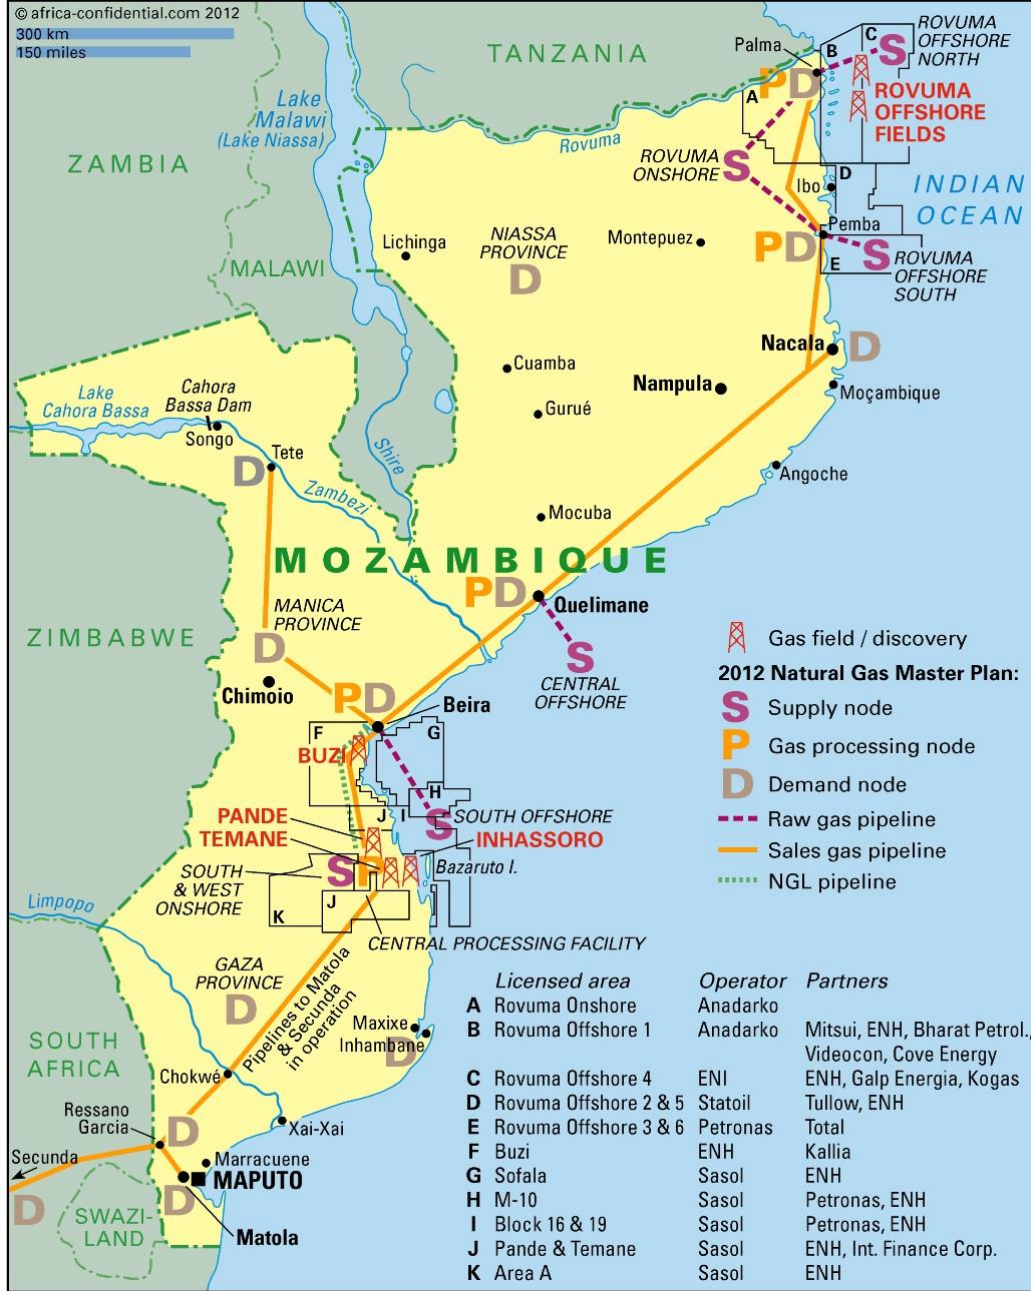 © africa-confidential.com 2012
300 km
150 miles
TANZANIA
ZAMBIA
MALAWI
ZIMBABWE
SOUTH
AFRICA
SWAZI-
LAND
MOZAMBIQUE
INDIAN
OCEAN
Lake
Malawi
(Lake Niassa)
Rovuma
Palma
B
C
S
ROVUMA
OFFSHORE
NORTH
P D
A
ROVUMA
OFFSHORE
FIELDS
ROVUMA
ONSHORE
S
D
Ibo
Pemba
P D
E
S
ROVUMA
OFFSHORE
SOUTH
Lichinga
NIASSA
PROVINCE
D
Montepuez
Nacala
D
Cuamba
Nampula
Moçambique
Gurué
Angoche
Mocuba
Lake
Cahora Bassa
Cahora
Bassa Dam
Songo
Tete
D
Zambezi
Shire
MANICA
PROVINCE
D
Chimoio
P D
Quelimane
S
CENTRAL
OFFSHORE
P D
Beira
F
G
BUZI
H
J
I
S
SOUTH OFFSHORE
PANDE
TEMANE
INHASSORO
SOUTH
& WEST
ONSHORE
S P
Bazaruto I.
J
K
CENTRAL PROCESSING FACILITY
Limpopo
GAZA
PROVINCE
D
Pipelines to Matola
& Secunda
in operation
Maxixe
Inhambane
D
Chokwé
Xai-Xai
Ressano
Garcia
D
Secunda
D
Marracuene
MAPUTO
D
Matola
Gas field / discovery
2012 Natural Gas Master Plan:
S Supply node
P Gas processing node
D Demand node
Raw gas pipeline
Sales gas pipeline
NGL pipeline
Licensed area Operator Partners
A Rovuma Onshore Anadarko
B Rovuma Offshore 1 Anadarko Mitsui, ENH, Bharat Petrol.,
Videocon, Cove Energy
C Rovuma Offshore 4 ENI ENH, Galp Energia, Kogas
D Rovuma Offshore 2 & 5 Statoil Tullow, ENH
E Rovuma Offshore 3 & 6 Petronas Total
F Buzi ENH Kallia
G Sofala Sasol ENH
H M-10 Sasol Petronas, ENH
I Block 16 & 19 Sasol Petronas, ENH
J Pande & Temane Sasol ENH, Int. Finance Corp.
K Area A Sasol ENH